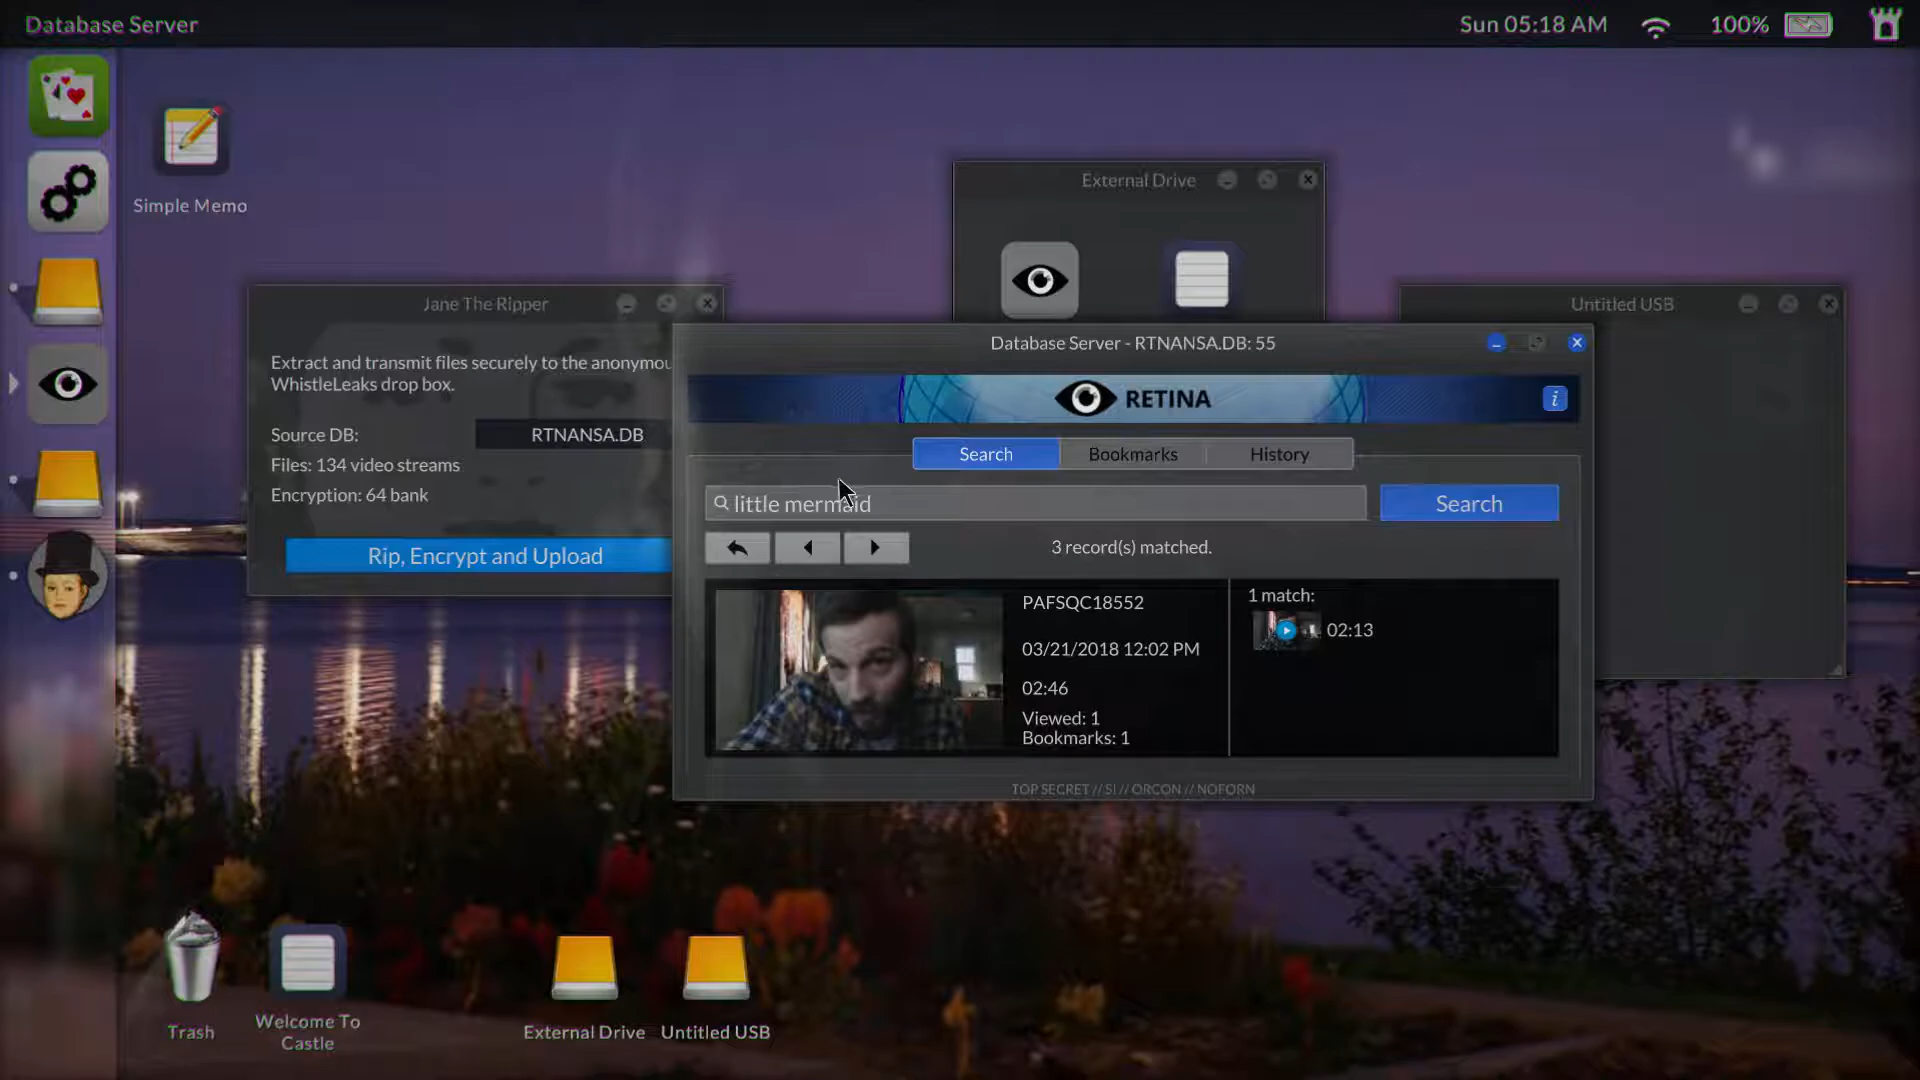 Database Server
Sun 05:18 AM
100%
Simple Memo
External Drive
Jane The Ripper
Extract and transmit files securely to the anonymou
WhistleLeaks drop box.
Source DB:
RTNANSA.DB
Files: 134 video streams
Encryption: 64 bank
Rip, Encrypt and Upload
Untitled USB
Database Server - RTNANSA.DB: 55
RETINA
i
Search
Bookmarks
History
little mermaid
Search
3 record(s) matched.
PAFSQC18552
03/21/2018 12:02 PM
02:46
Viewed: 1
Bookmarks: 1
1 match:
02:13
TOP SECRET // SI // ORCON // NOFORN
Trash
Welcome To
Castle
External Drive
Untitled USB